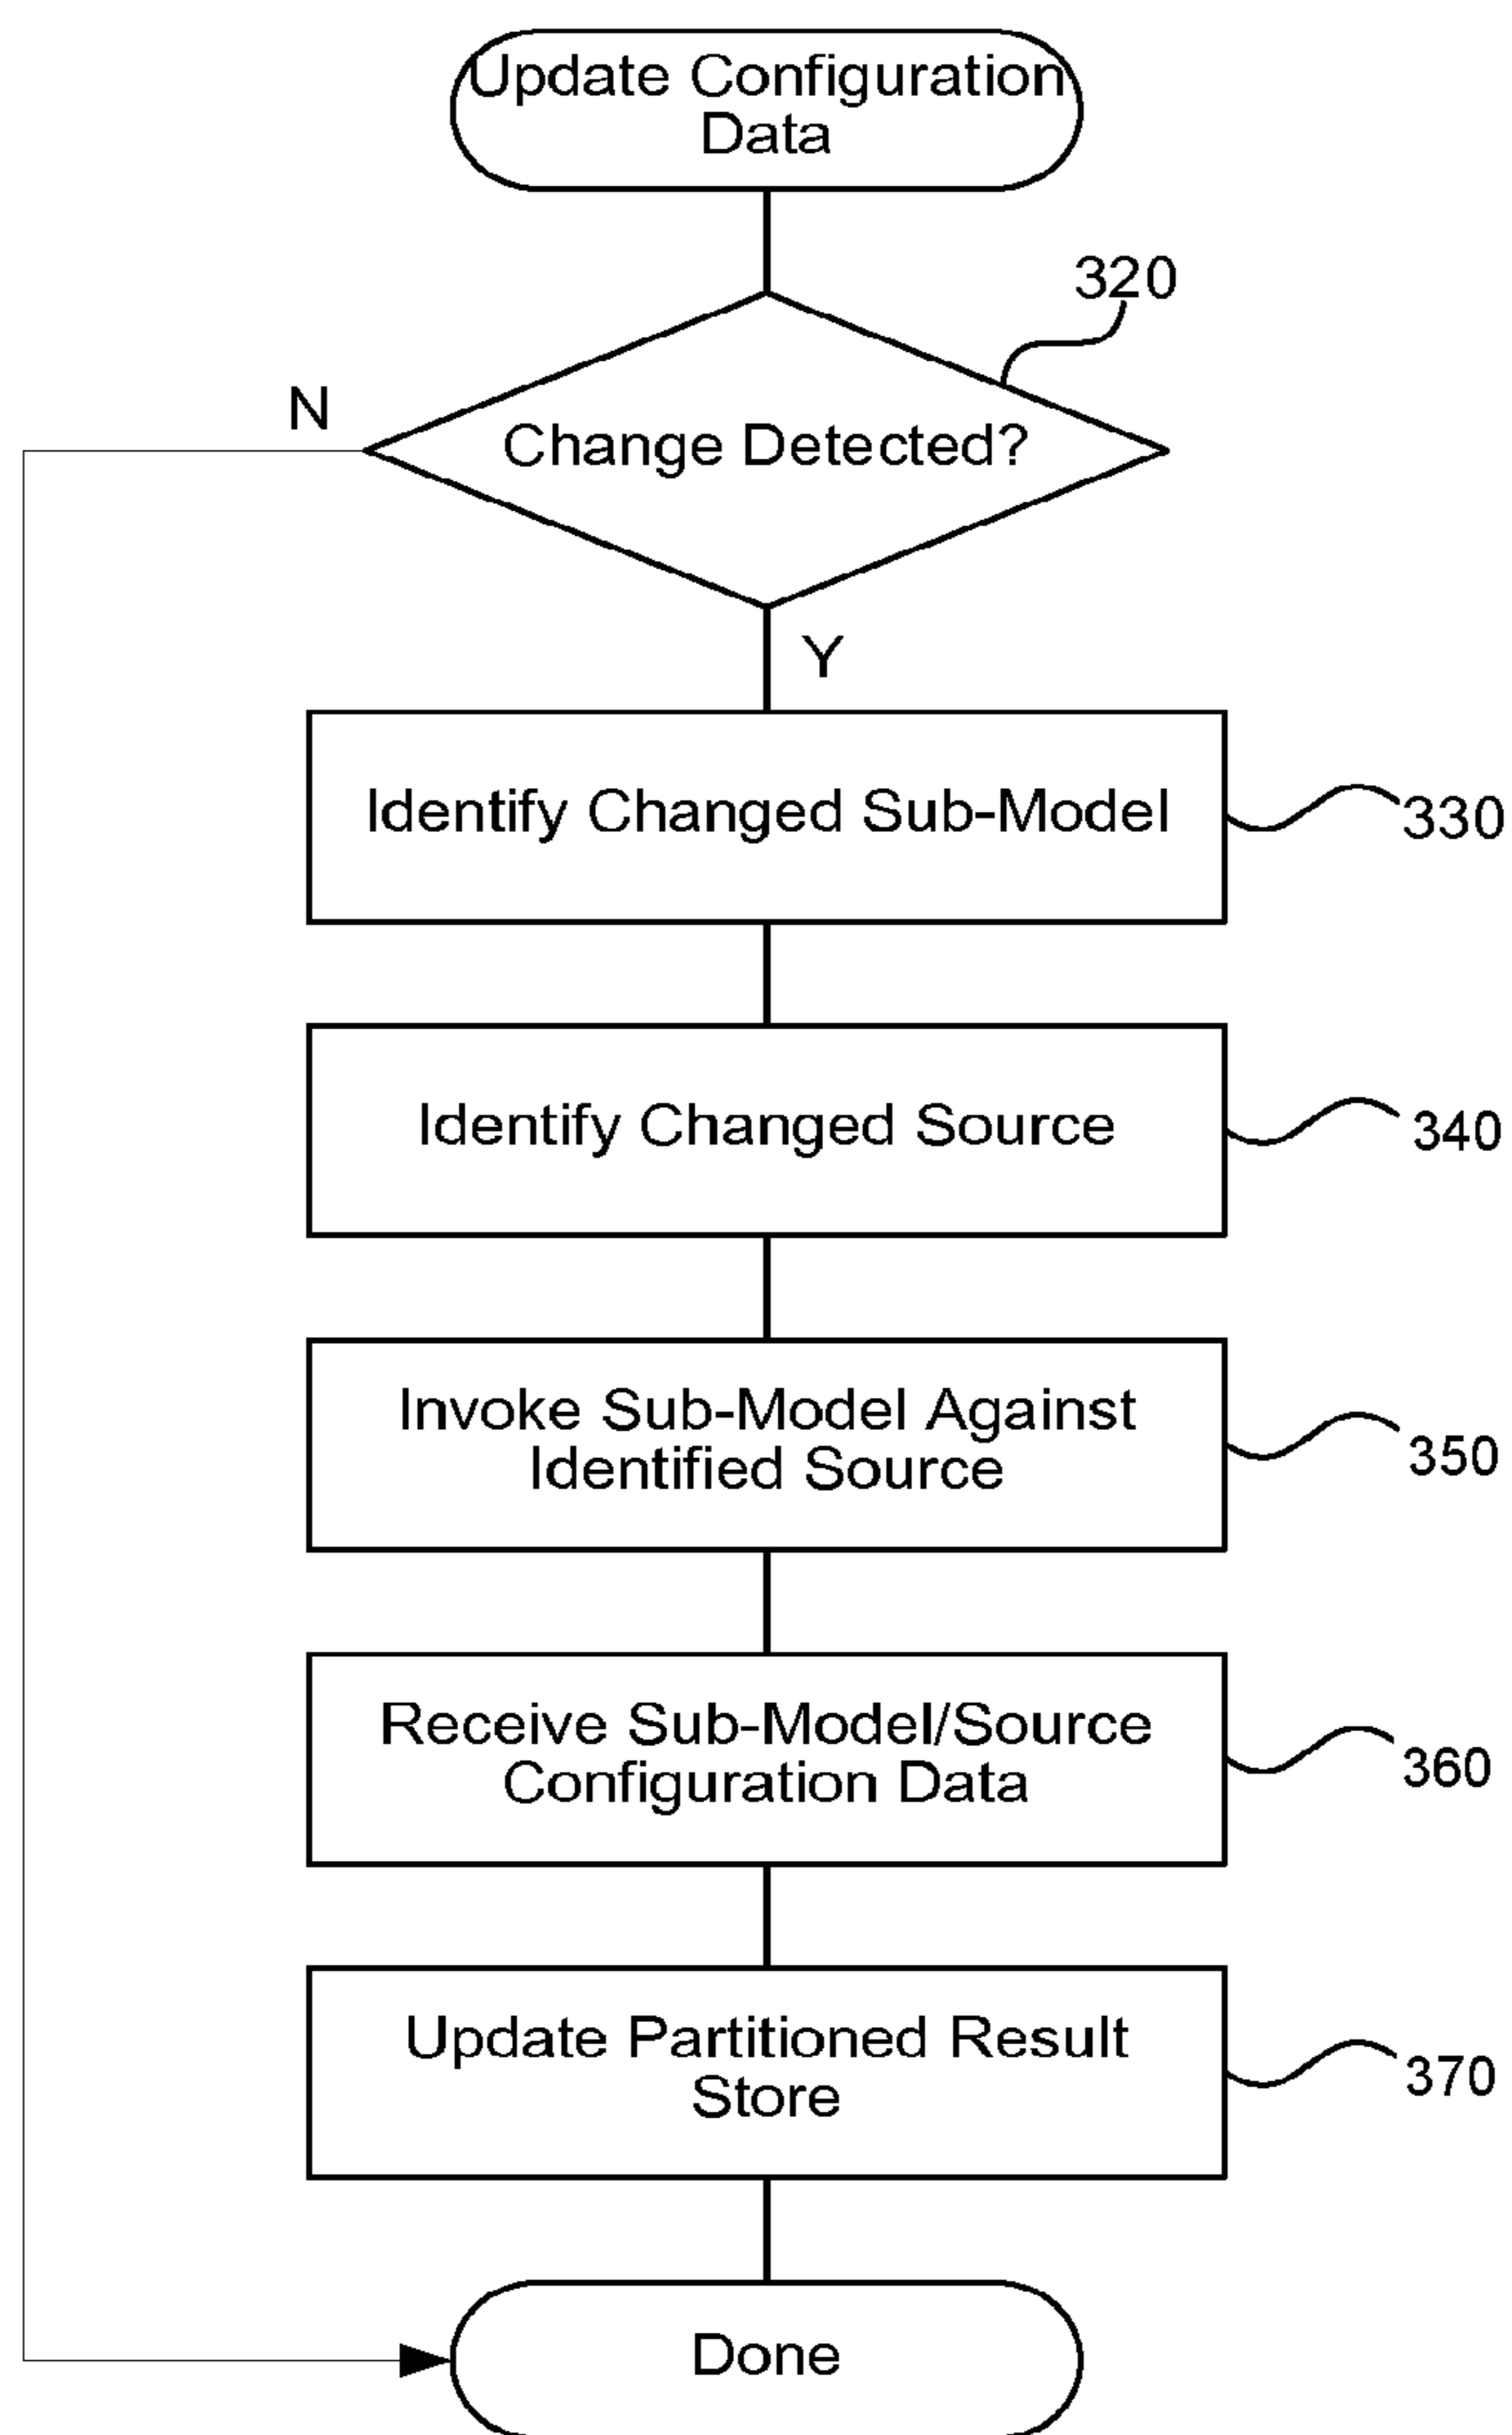 Update Configuration
Data
320
N
Change Detected?
Y
Identify Changed Sub-Model
330
Identify Changed Source
340
Invoke Sub-Model Against
Identified Source
350
Receive Sub-Model/Source
Configuration Data
360
Update Partitioned Result
Store
370
Done